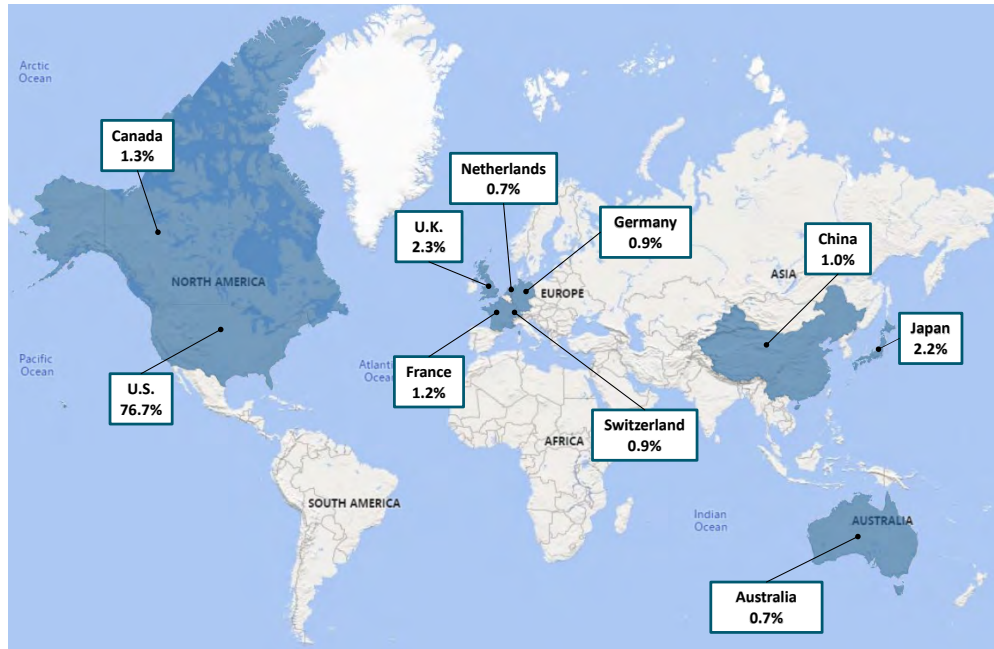 Arctic
Ocean
Canada
1.3%
Netherlands
0.7%
U.K.
2.3%
Germany
0.9%
China
1.0%
NORTH AMERICA
EUROPE
ASIA
Japan
2.2%
Pacific
Ocean
U.S.
76.7%
Atlantic
Ocean
France
1.2%
Switzerland
0.9%
AFRICA
SOUTH AMERICA
Indian
Ocean
AUSTRALIA
Australia
0.7%